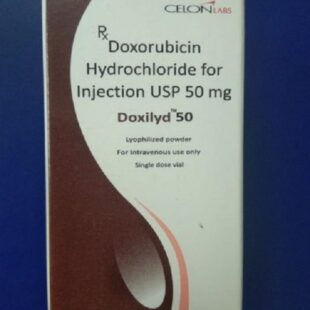 CELON LABS
Rx Doxorubicin
Hydrochloride for
Injection USP 50 mg
Doxilyd™ 50
Lyophilized powder
For Intravenous use only
Single dose vial